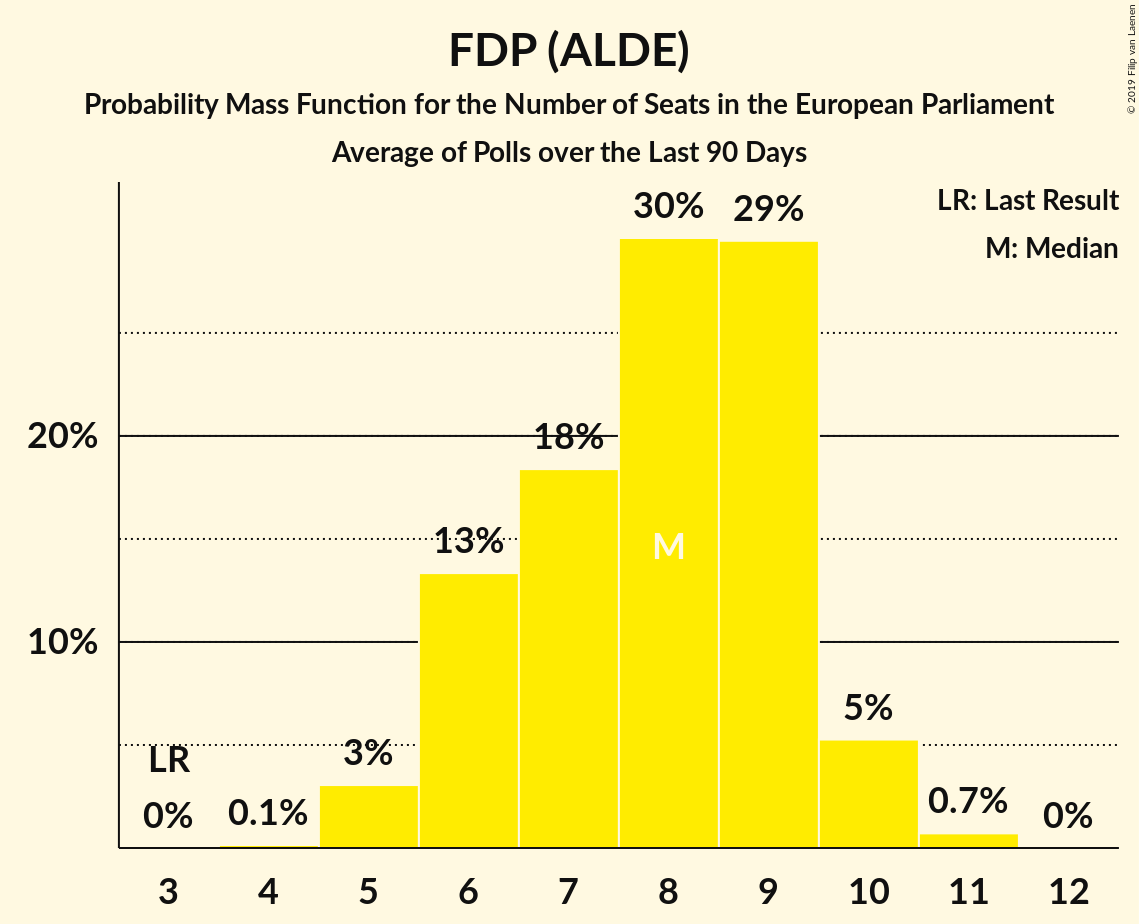 FDP (ALDE)
Probability Mass Function for the Number of Seats in the European Parliament
Average of Polls over the Last 90 Days
© 2019 Filip van Laenen
LR: Last Result
M: Median
30%
29%
20%
18%
13%
M
10%
5%
3%
LR
0%
0.1%
0.7%
0%
3 4 5 6 7 8 9 10 11 12